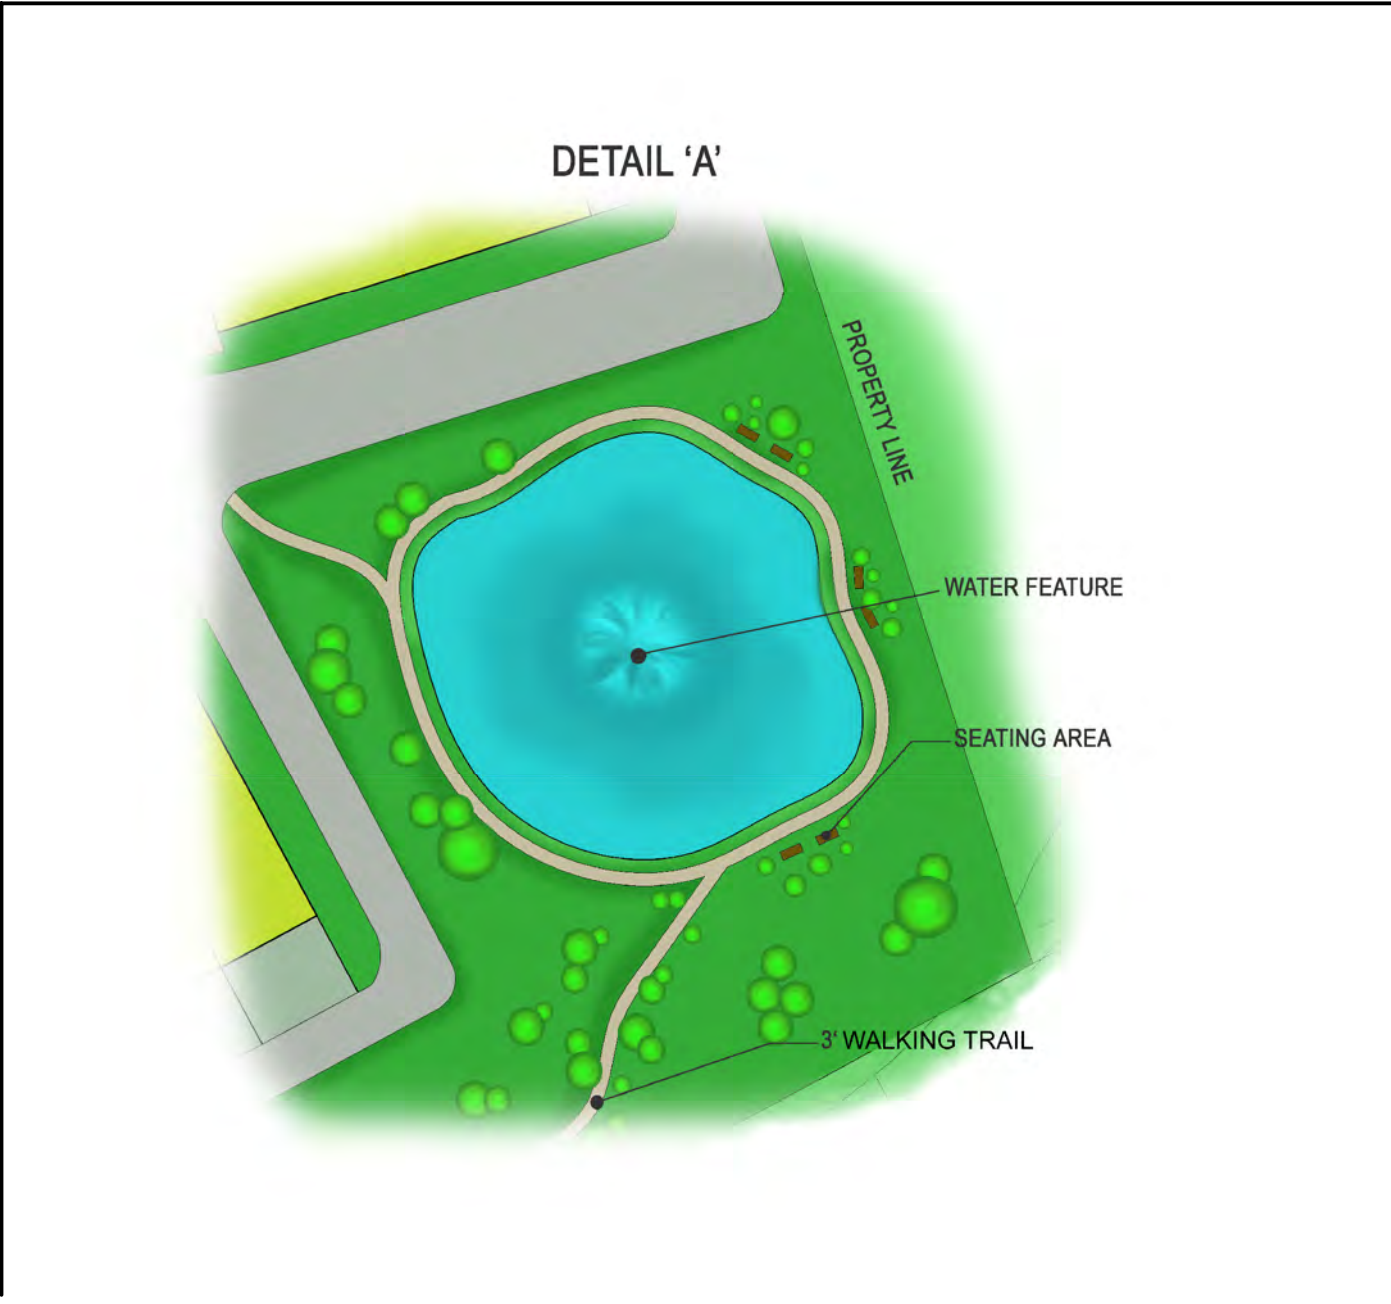 DETAIL ‘A’
PROPERTY LINE
WATER FEATURE
SEATING AREA
3‘ WALKING TRAIL